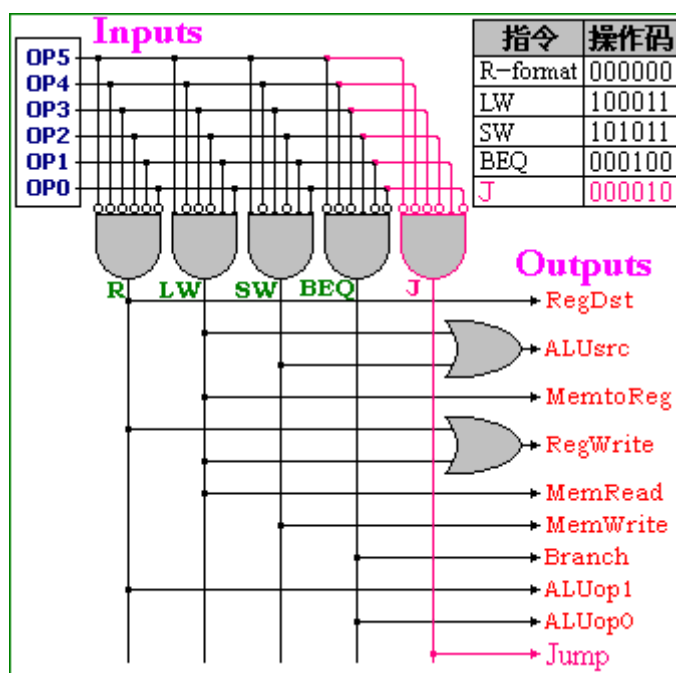 Inputs
OP5
OP4
OP3
OP2
OP1
OP0
指令 操作码
R-format 000000
LW 100011
SW 101011
BEQ 000100
J 000010
R LW SW BEQ J
Outputs
RegDst
ALUsrc
MemtoReg
RegWrite
MemRead
MemWrite
Branch
ALUop1
ALUop0
Jump